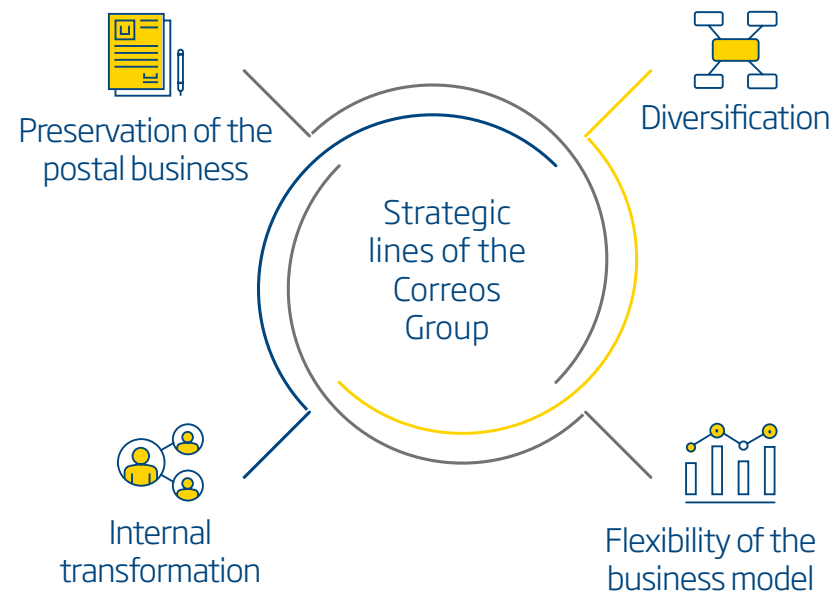 Preservation of the
postal business
Diversification
Strategic
lines of the
Correos
Group
Internal
transformation
Flexibility of the
business model